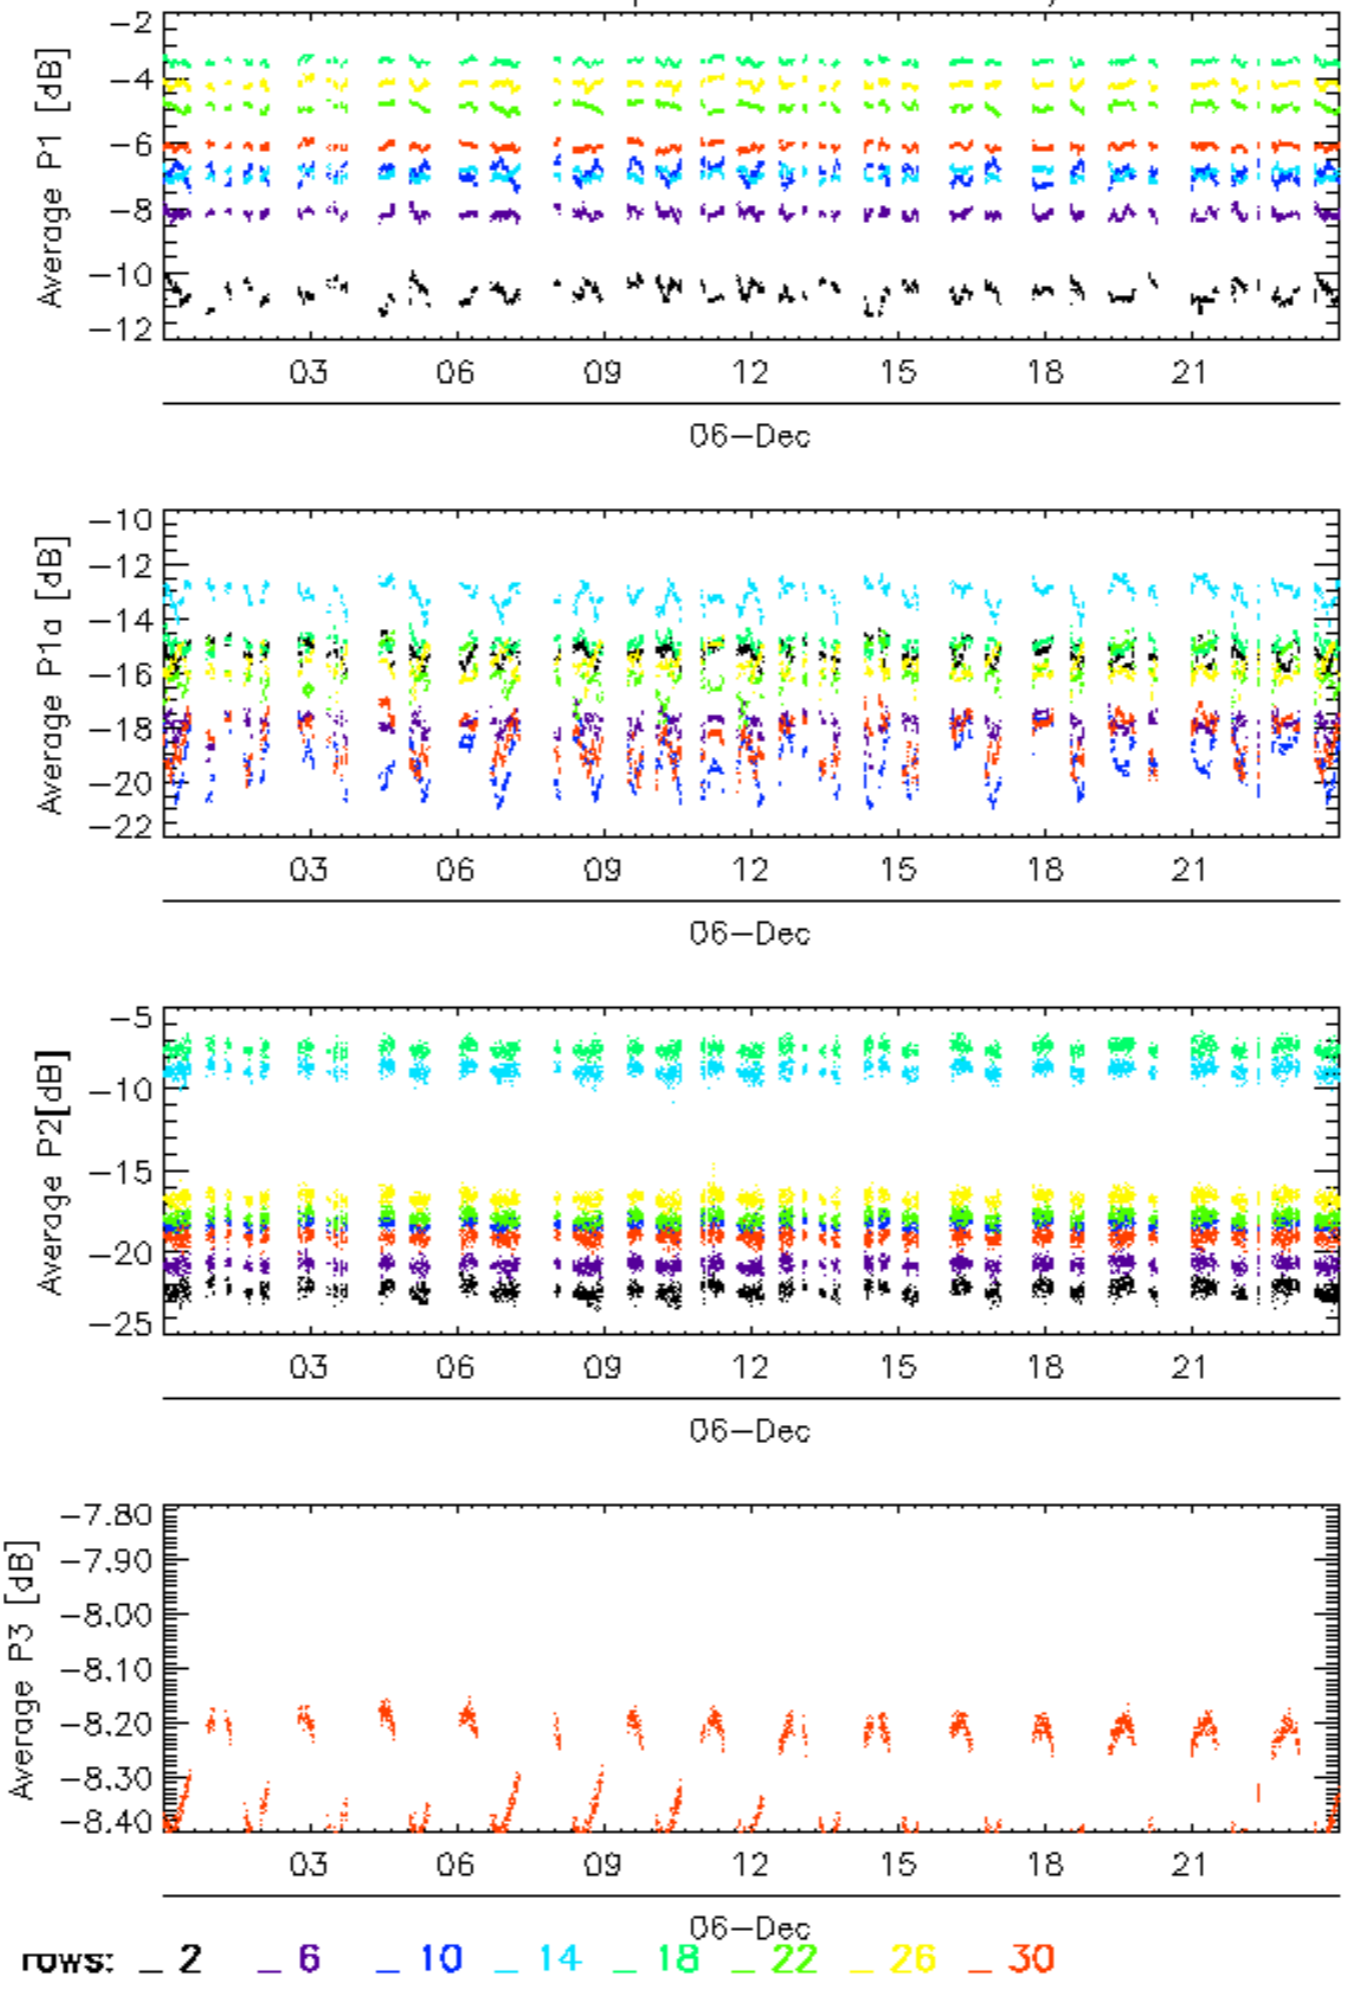 -2
-4
-6
-8
-10
-12
Average P1 [dB]
03 06 09 12 15 18 21
06-Dec
-10
-12
-14
-16
-18
-20
-22
Average P1a [dB]
03 06 09 12 15 18 21
06-Dec
-5
-10
-15
-20
-25
Average P2[dB]
03 06 09 12 15 18 21
06-Dec
-7.80
-7.90
-8.00
-8.10
-8.20
-8.30
-8.40
Average P3 [dB]
03 06 09 12 15 18 21
06-Dec
rows: _ 2 _ 6 _ 10 _ 14 _ 18 _ 22 _ 26 _ 30